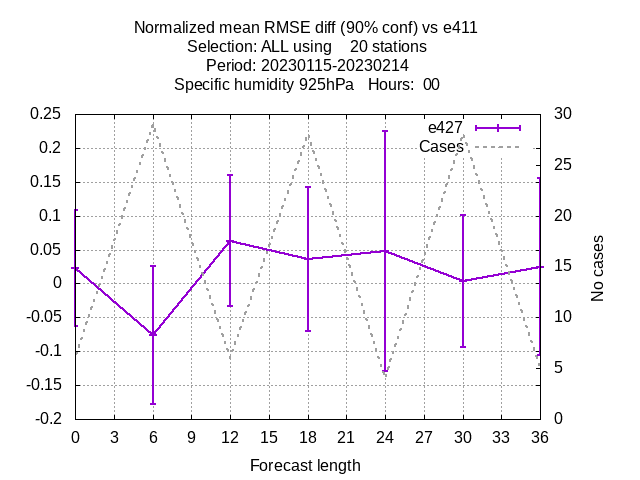 Normalized mean RMSE diff (90% conf) vs e411
Selection: ALL using    20 stations
Period: 20230115-20230214
Specific humidity 925hPa   Hours:  00
0.25
0.2
0.15
0.1
0.05
0
-0.05
-0.1
-0.15
-0.2
30
25
20
15
10
5
0
e427
Cases
No cases
0 3 6 9 12 15 18 21 24 27 30 33 36
Forecast length